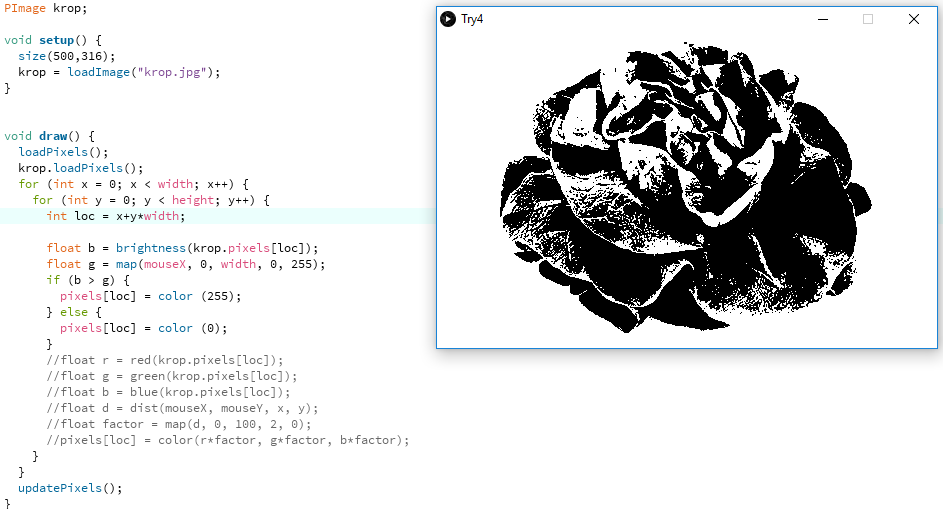 PImage krop;
void setup() {
  size(500,316);
  krop = loadImage("krop.jpg");
}
void draw() {
  loadPixels();
  krop.loadPixels();
  for (int x = 0; x < width; x++) {
    for (int y = 0; y < height; y++) {
      int loc = x+y*width;
      float b = brightness(krop.pixels[loc]);
      float g = map(mouseX, 0, width, 0, 255);
      if (b > g) {
        pixels[loc] = color (255);
      } else {
        pixels[loc] = color (0);
      }
      //float r = red(krop.pixels[loc]);
      //float g = green(krop.pixels[loc]);
      //float b = blue(krop.pixels[loc]);
      //float d = dist(mouseX, mouseY, x, y);
      //float factor = map(d, 0, 100, 2, 0);
      //pixels[loc] = color(r*factor, g*factor, b*factor);
    }
  }
  updatePixels();
}
Try4